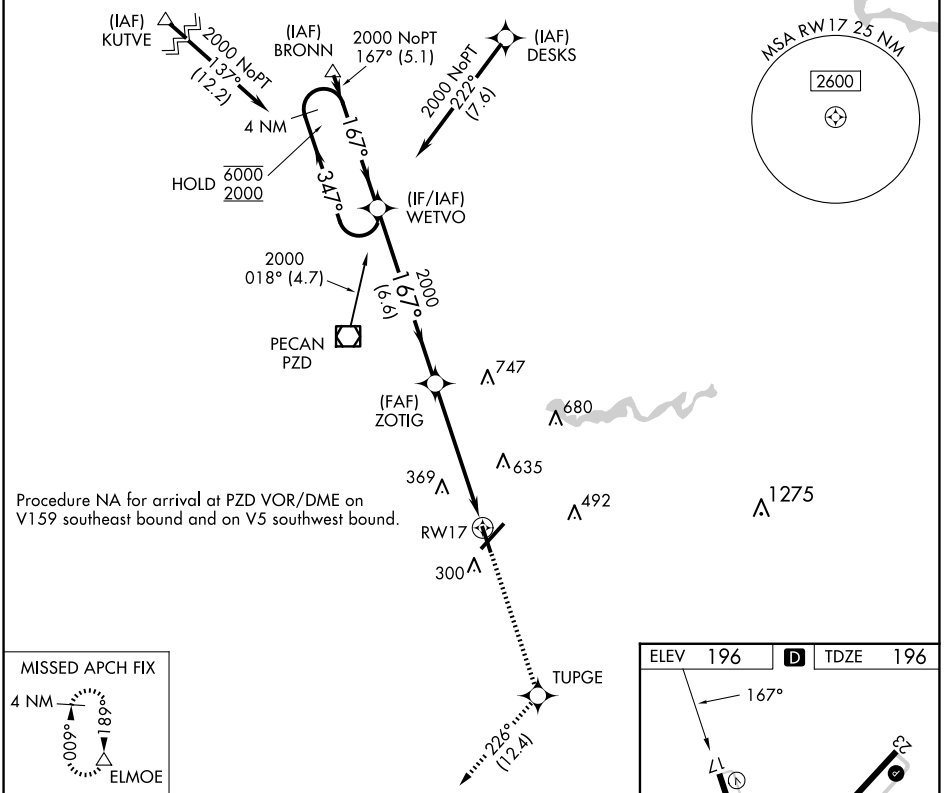 (IAF)
KUTVE
2000 NoPT
137°
(12.2)
(IAF)
BRONN
2000 NoPT
167° (5.1)
(IAF)
DESKS
2000 NoPT
222°
(7.6)
MSA RW17 25 NM
2600
4 NM
167°
347°
HOLD
6000
2000
(IF/IAF)
WETVO
2000
018° (4.7)
2000
167°
(6.6)
PECAN
PZD
(FAF)
ZOTIG
747
680
635
369
492
1275
Procedure NA for arrival at PZD VOR/DME on
V159 southeast bound and on V5 southwest bound.
RW17
300
MISSED APCH FIX
4 NM
009°
189°
ELMOE
TUPGE
226°
(12.4)
ELEV 196 D TDZE 196
167°
17
V
23
P